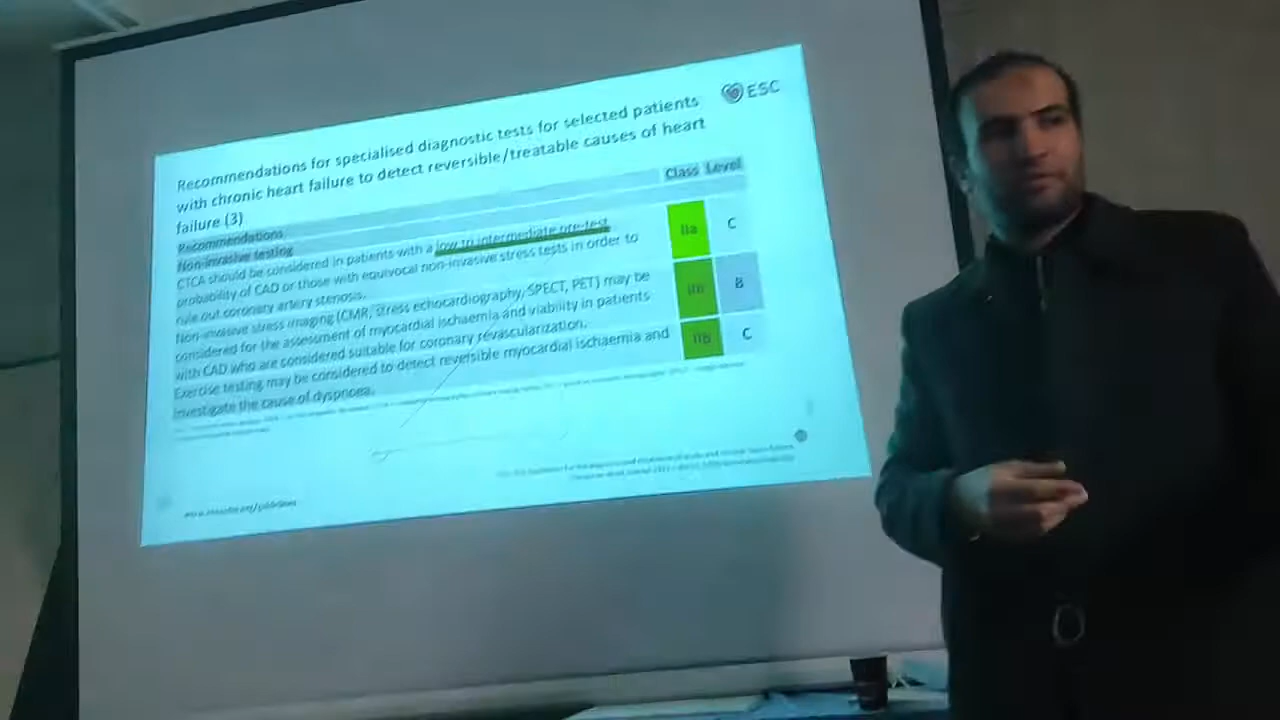 ESC
Recommendations for specialised diagnostic tests for selected patients
with chronic heart failure to detect reversible/treatable causes of heart
failure (3)
Recommendations
Class Level
Non-invasive testing
CTCA should be considered in patients with a low to intermediate pre-test
probability of CAD or those with equivocal non-invasive stress tests in order to
rule out coronary artery stenosis.
IIa
C
Non-invasive stress imaging (CMR, stress echocardiography, SPECT, PET) may be
considered for the assessment of myocardial ischaemia and viability in patients
with CAD who are considered suitable for coronary revascularization.
IIb
B
Exercise testing may be considered to detect reversible myocardial ischaemia and
investigate the cause of dyspnoea.
IIb
C
www.escardio.org/guidelines